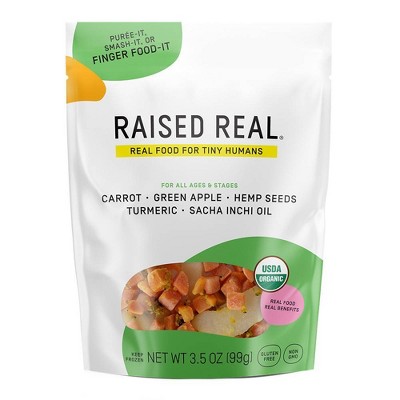 PURÉE-IT,
SMASH-IT, OR
FINGER FOOD-IT
RAISED REAL®
REAL FOOD FOR TINY HUMANS
FOR ALL AGES & STAGES
CARROT · GREEN APPLE · HEMP SEEDS
TURMERIC · SACHA INCHI OIL
USDA
ORGANIC
REAL FOOD
REAL BENEFITS
KEEP
FROZEN
NET WT 3.5 OZ (99g)
GLUTEN
FREE
NON
GMO